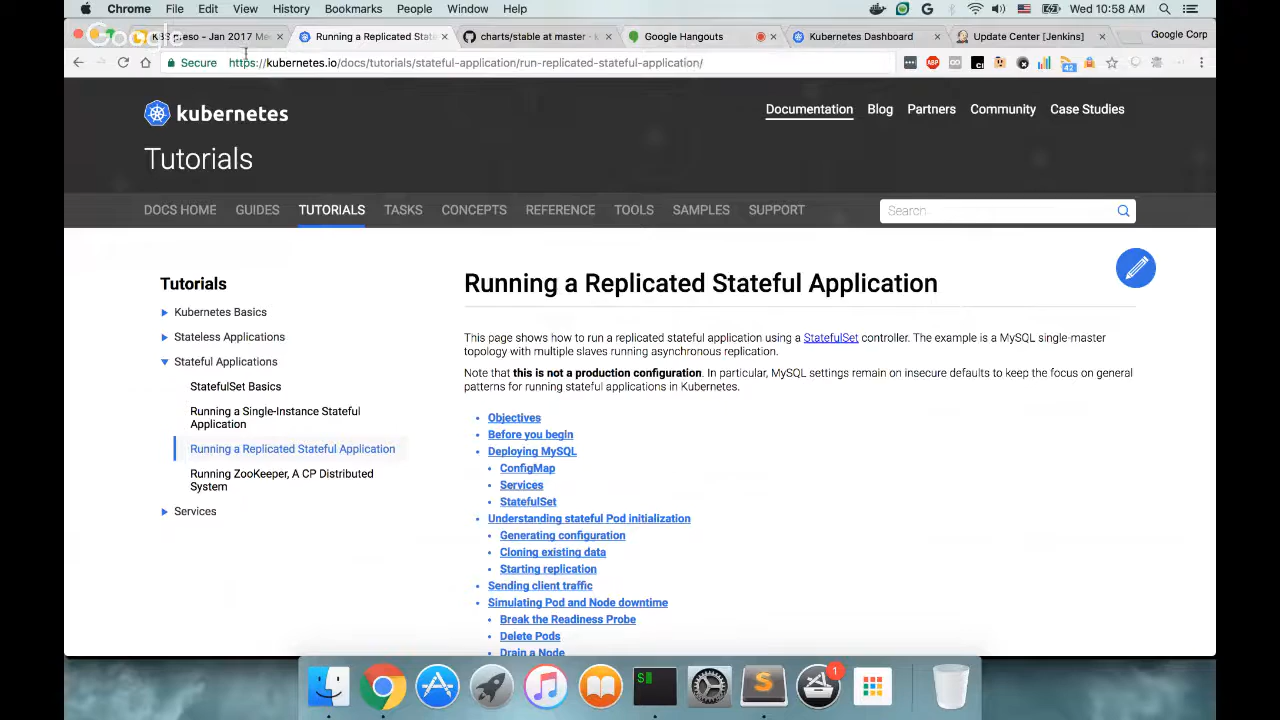 Chrome File Edit View History Bookmarks People Window Help 10:58 AM
Google
preso - Jan 2017 Running a Replicated Sta charts/stable at master Google Hangouts Kubernetes Dashboard Update Center [Jenkins] Google Corp
Secure https://kubernetes.io/docs/tutorials/stateful-application/run-replicated-stateful-application/
42
kubernetes
Documentation Blog Partners Community Case Studies
Tutorials
DOCS HOME GUIDES TUTORIALS TASKS CONCEPTS REFERENCE TOOLS SAMPLES SUPPORT
Search
Tutorials
Kubernetes Basics
Stateless Applications
Stateful Applications
StatefulSet Basics
Running a Single-Instance Stateful
Application
Running a Replicated Stateful Application
Running ZooKeeper, A CP Distributed
System
Services
Running a Replicated Stateful Application
This page shows how to run a replicated stateful application using a StatefulSet controller. The example is a MySQL single-master
topology with multiple slaves running asynchronous replication.
Note that this is not a production configuration. In particular, MySQL settings remain on insecure defaults to keep the focus on general
patterns for running stateful applications in Kubernetes.
Objectives
Before you begin
Deploying MySQL
ConfigMap
Services
StatefulSet
Understanding stateful Pod initialization
Generating configuration
Cloning existing data
Starting replication
Sending client traffic
Simulating Pod and Node downtime
Break the Readiness Probe
Delete Pods
Drain a Node
1